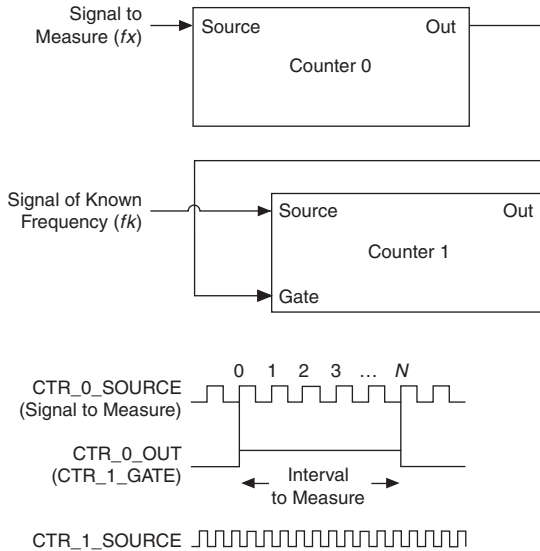 Signal to
Measure (fx)
Source
Out
Counter 0
Signal of Known
Frequency (fk)
Source
Out
Counter 1
Gate
0 1 2 3 … N
CTR_0_SOURCE
(Signal to Measure)
CTR_0_OUT
(CTR_1_GATE)
Interval
to Measure
CTR_1_SOURCE